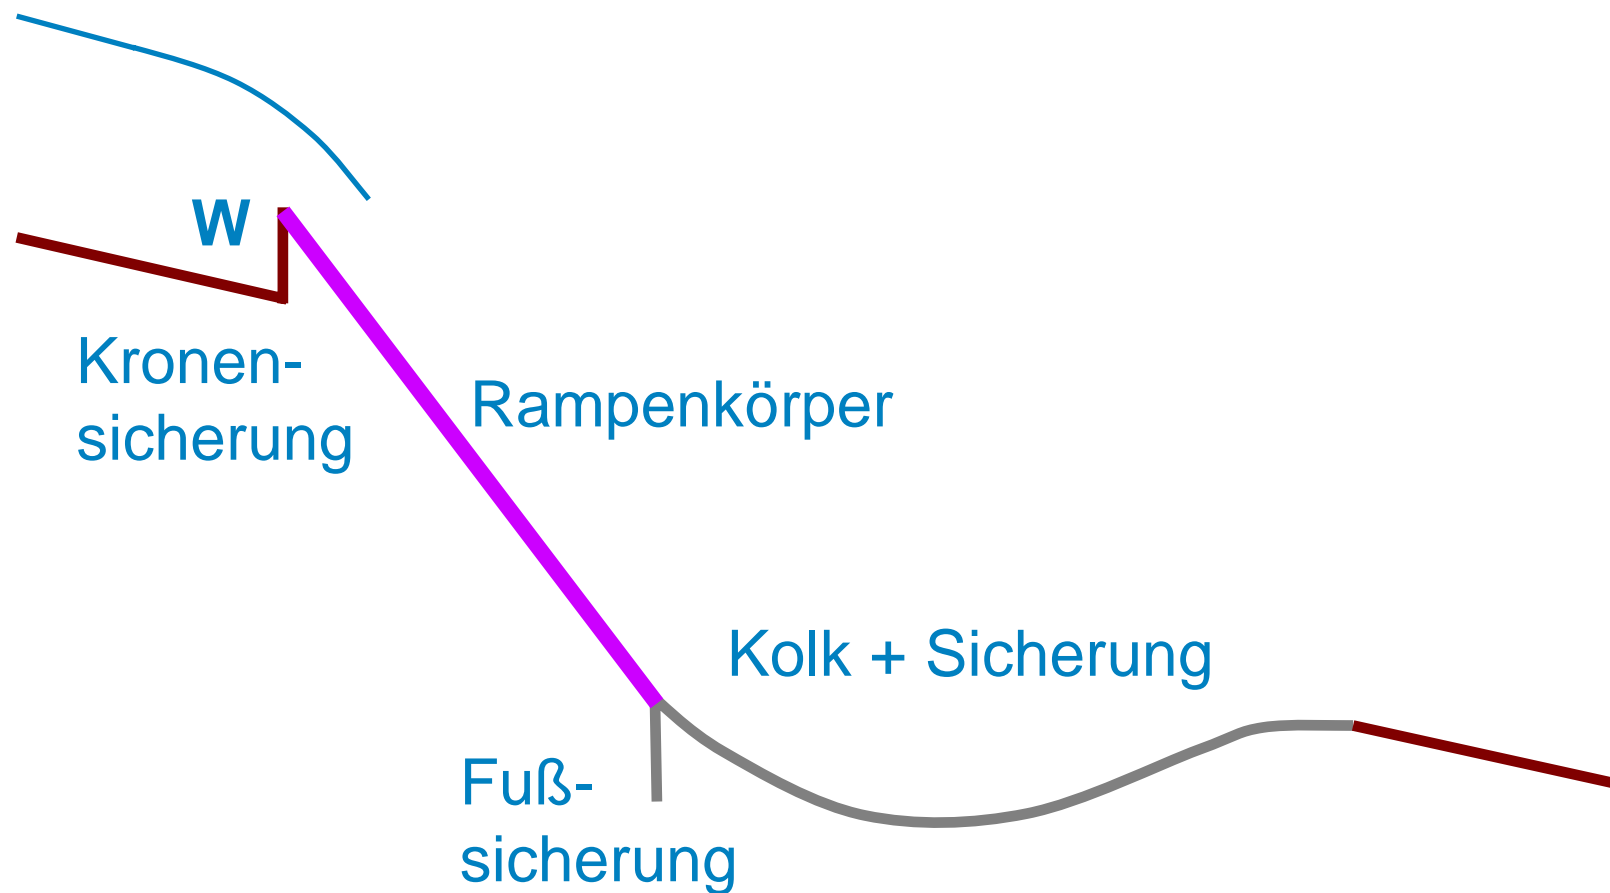 W
Kronen-
sicherung
Rampenkörper
Kolk + Sicherung
Fuß-
sicherung